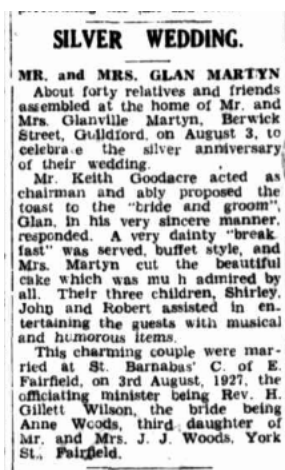 SILVER WEDDING.
MR. and MRS. GLAN MARTYN
About forty relatives and friends
assembled at the home of Mr. and
Mrs. Glanville Martyn, Berwick
Street, Guildford, on August 3, to
celebra e the silver anniversary
of their wedding.
Mr. Keith Goodacre acted as
chairman and ably proposed the
toast to the "bride and groom".
Glan, in his very sincere manner,
responded. A very dainty "break
fast" was served, buffet style, and
Mrs. Martyn cut the beautiful
cake which was mu h admired by
all. Their three children, Shirley,
John and Robert assisted in en-
tertaining the guests with musical
and humorous items.
This charming couple were mar-
ried at St. Barnabas' C. of E.
Fairfield, on 3rd August, 1927, the
officiating minister being Rev. H.
Gillett Wilson, the bride being
Anne Woods, third daughter of
Mr. and Mrs. J. J. Woods, York
St., Fairfield.